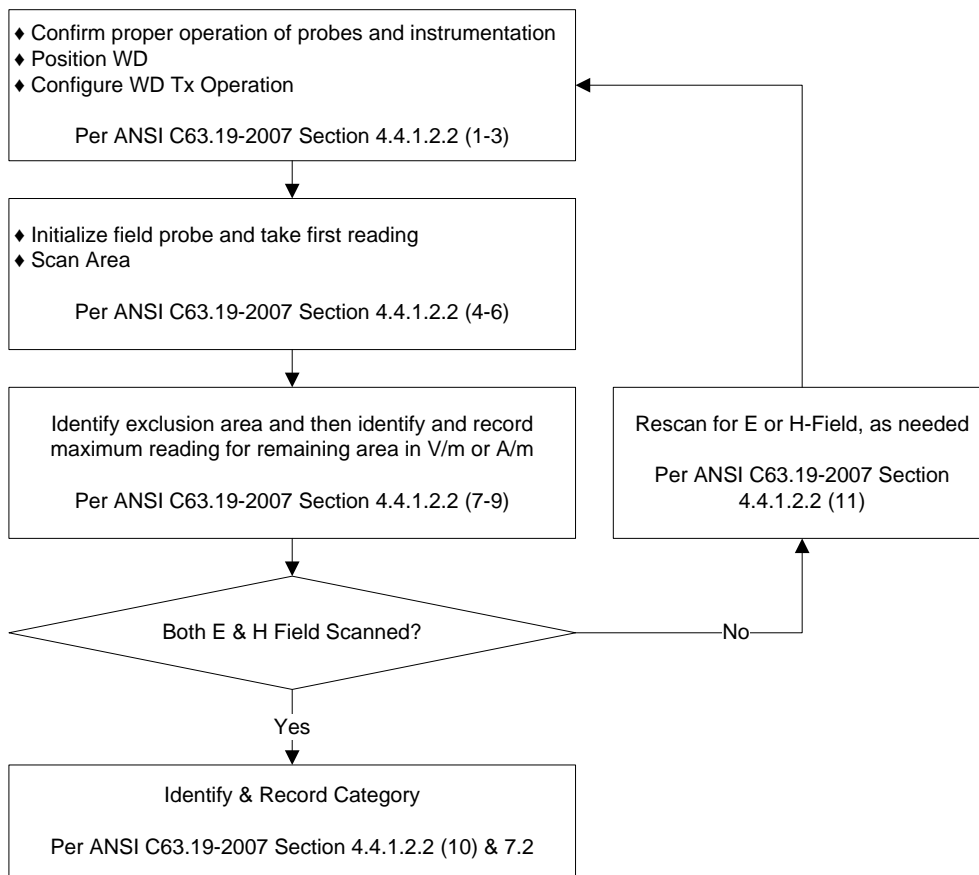 ♦ Confirm proper operation of probes and instrumentation
♦ Position WD
♦ Configure WD Tx Operation
Per ANSI C63.19-2007 Section 4.4.1.2.2 (1-3)
♦ Initialize field probe and take first reading
♦ Scan Area
Per ANSI C63.19-2007 Section 4.4.1.2.2 (4-6)
Identify exclusion area and then identify and record
maximum reading for remaining area in V/m or A/m
Per ANSI C63.19-2007 Section 4.4.1.2.2 (7-9)
Rescan for E or H-Field, as needed
Per ANSI C63.19-2007 Section
4.4.1.2.2 (11)
Both E & H Field Scanned?
No
Yes
Identify & Record Category
Per ANSI C63.19-2007 Section 4.4.1.2.2 (10) & 7.2